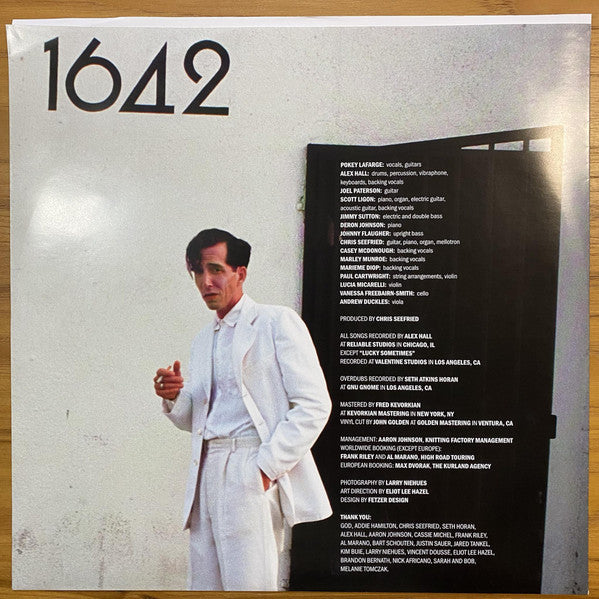 1642
POKEY LAFARGE: vocals, guitars
ALEX HALL: drums, percussion, vibraphone,
keyboards, backing vocals
JOEL PATERSON: guitar
SCOTT LIGON: piano, organ, electric guitar,
acoustic guitar, backing vocals
JIMMY SUTTON: electric and double bass
DERON JOHNSON: piano
JOHNNY FLAUGHER: upright bass
CHRIS SEEFRIED: guitar, piano, organ, mellotron
CASEY MCDONOUGH: backing vocals
MARLEY MUNROE: backing vocals
MARIEME DIOP: backing vocals
PAUL CARTWRIGHT: string arrangements, violin
LUCIA MICARELLI: violin
VANESSA FREEBAIRN-SMITH: cello
ANDREW DUCKLES: viola
PRODUCED BY CHRIS SEEFRIED
ALL SONGS RECORDED BY ALEX HALL
AT RELIABLE STUDIOS IN CHICAGO, IL
EXCEPT "LUCKY SOMETIMES"
RECORDED AT VALENTINE STUDIOS IN LOS ANGELES, CA
OVERDUBS RECORDED BY SETH ATKINS HORAN
AT GNU GNOME IN LOS ANGELES, CA
MASTERED BY FRED KEVORKIAN
AT KEVORKIAN MASTERING IN NEW YORK, NY
VINYL CUT BY JOHN GOLDEN AT GOLDEN MASTERING IN VENTURA, CA
MANAGEMENT: AARON JOHNSON, KNITTING FACTORY MANAGEMENT
WORLDWIDE BOOKING (EXCEPT EUROPE):
FRANK RILEY AND AL MARANO, HIGH ROAD TOURING
EUROPEAN BOOKING: MAX DVORAK, THE KURLAND AGENCY
PHOTOGRAPHY BY LARRY NIEHUES
ART DIRECTION BY ELIOT LEE HAZEL
DESIGN BY FETZER DESIGN
THANK YOU:
GOD, ADDIE HAMILTON, CHRIS SEEFRIED, SETH HORAN,
ALEX HALL, AARON JOHNSON, CASSIE MICHEL, FRANK RILEY,
AL MARANO, BART SCHOUTEN, JUSTIN SAUER, JARED TANKEL,
KIM BUIE, LARRY NIEHUES, VINCENT DOUSSE, ELIOT LEE HAZEL,
BRANDON BERNATH, NICK AFRICANO, SARAH AND BOB,
MELANIE TOMCZAK.